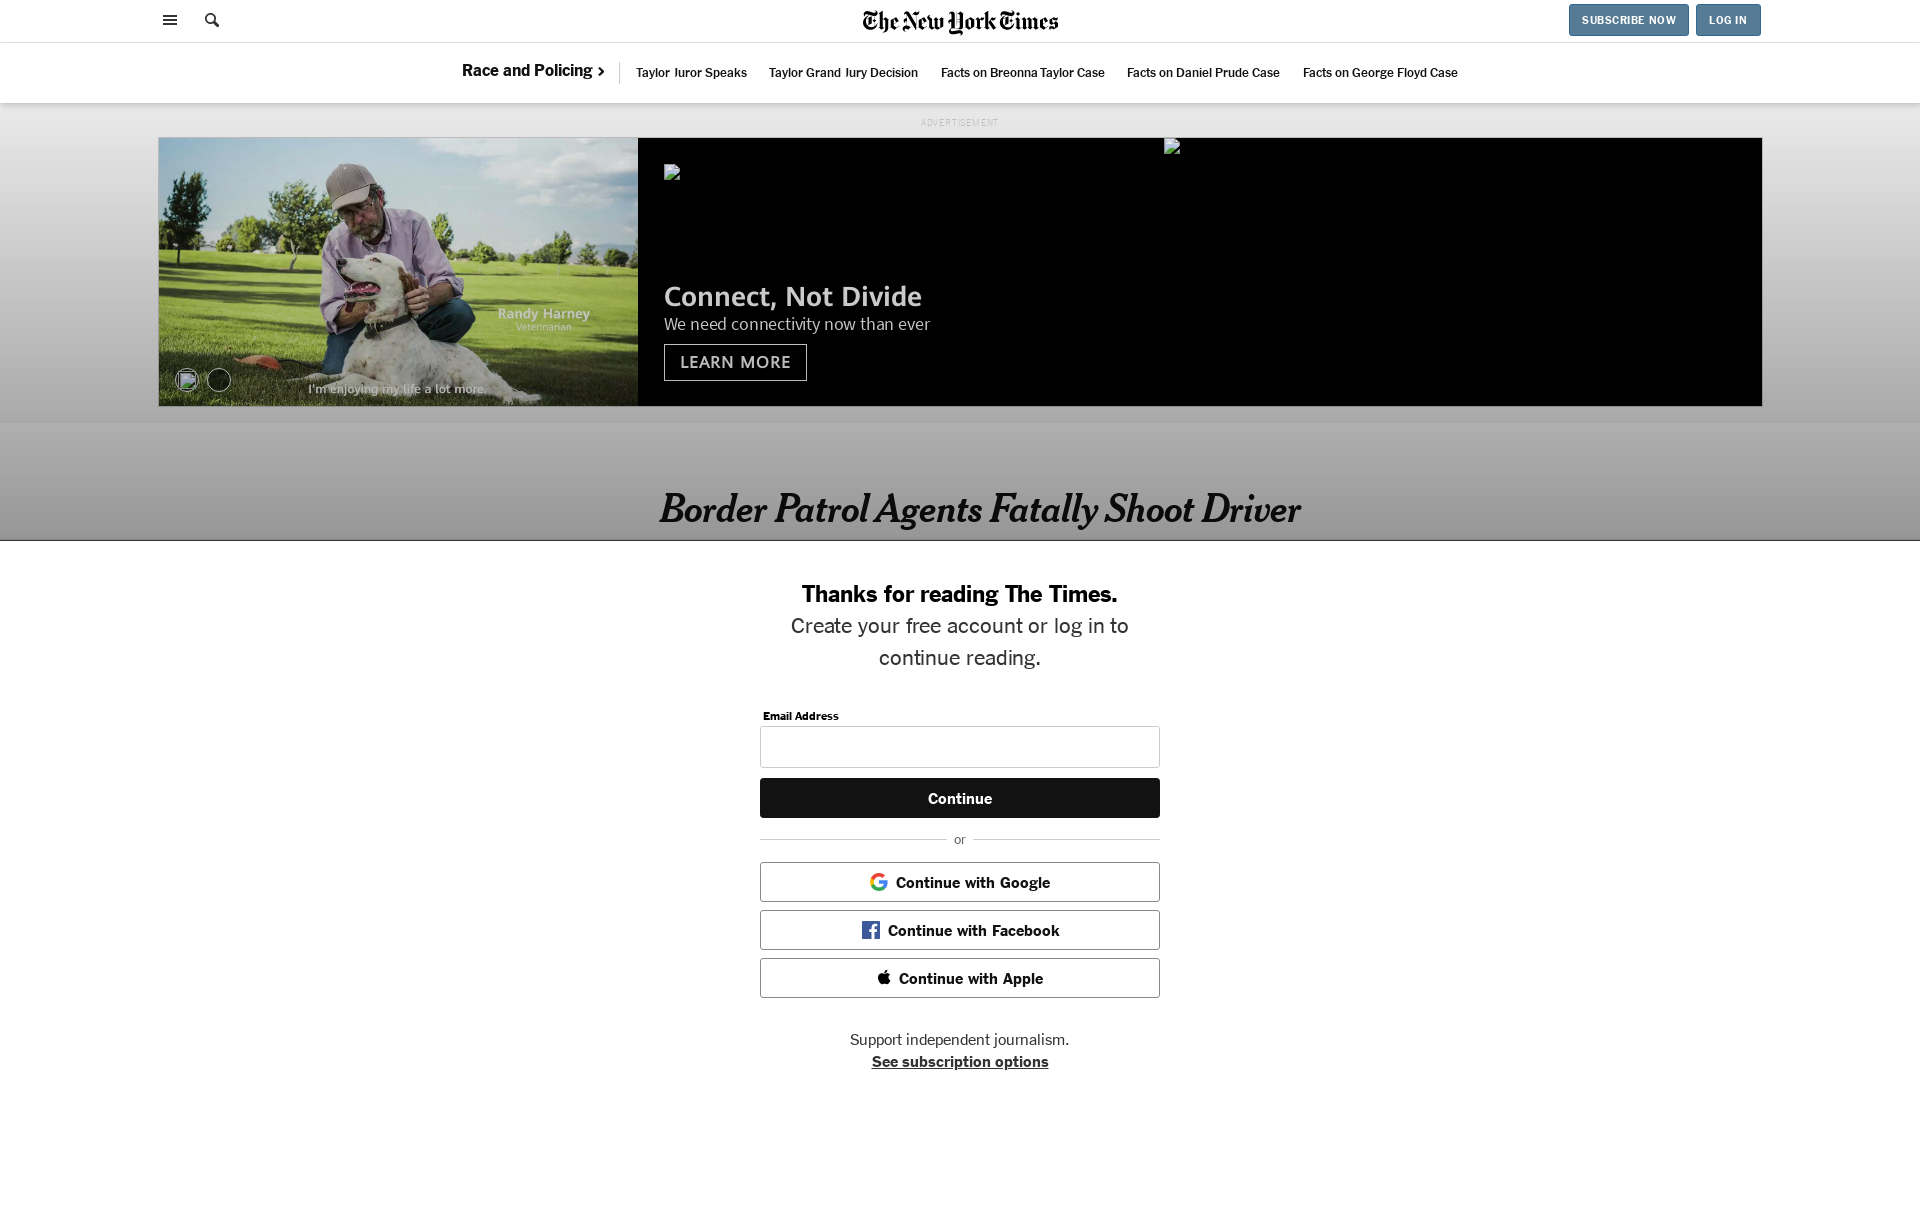 The New York Times
SUBSCRIBE NOW
LOG IN
Race and Policing
Taylor Juror Speaks
Taylor Grand Jury Decision
Facts on Breonna Taylor Case
Facts on Daniel Prude Case
Facts on George Floyd Case
ADVERTISEMENT
Randy Harney
Veterinarian
I'm enjoying my life a lot more.
Connect, Not Divide
We need connectivity now than ever
LEARN MORE
Border Patrol Agents Fatally Shoot Driver
Thanks for reading The Times.
Create your free account or log in to
continue reading.
Email Address
Continue
or
Continue with Google
Continue with Facebook
Continue with Apple
Support independent journalism.
See subscription options